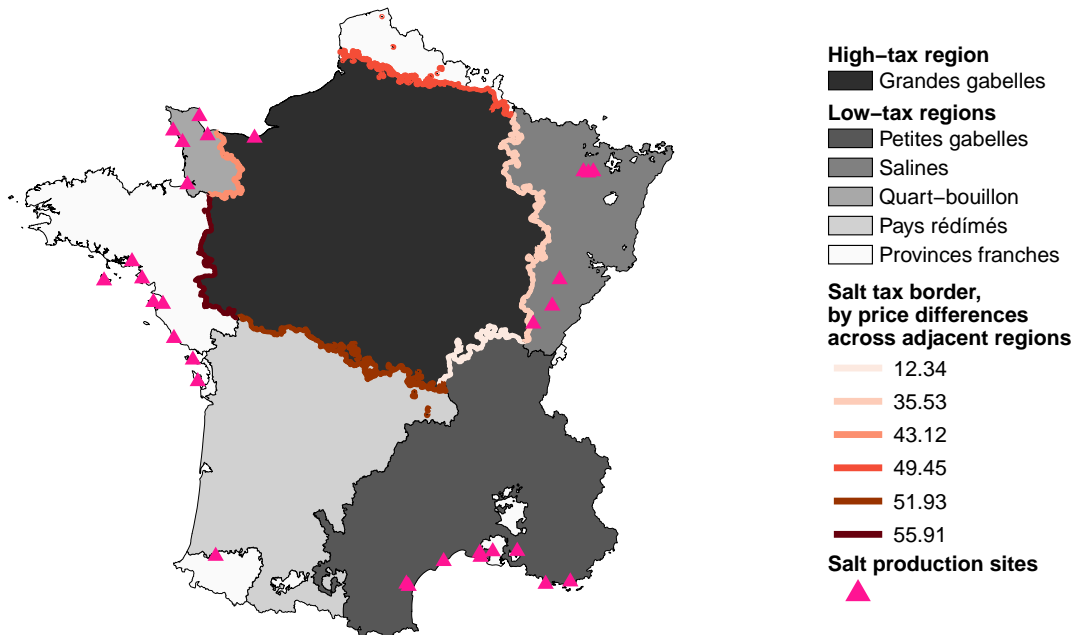 High−tax region
Grandes gabelles
Low−tax regions
Petites gabelles
Salines
Quart−bouillon
Pays rédímés
Provinces franches
Salt tax border,
by price differences
across adjacent regions
12.34
35.53
43.12
49.45
51.93
55.91
Salt production sites